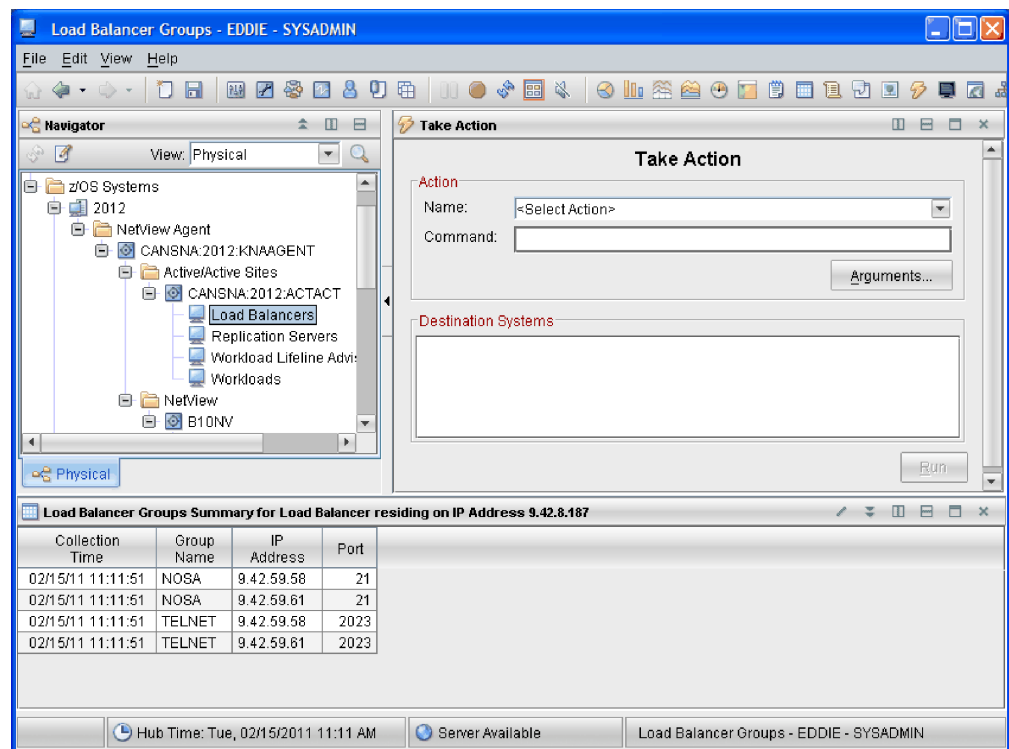 Load Balancer Groups - EDDIE - SYSADMIN
File Edit View Help
Navigator
View: Physical
z/OS Systems
2012
NetView Agent
CANSNA:2012:KNAAGENT
Active/Active Sites
CANSNA:2012:ACTACT
Load Balancers
Replication Servers
Workload Lifeline Advi
Workloads
NetView
B10NV
Physical
Take Action
Take Action
Action
Name: <Select Action>
Command:
Arguments...
Destination Systems
Run
Load Balancer Groups Summary for Load Balancer residing on IP Address 9.42.8.187
Collection Time Group Name IP Address Port
02/15/11 11:11:51 NOSA 9.42.59.58 21
02/15/11 11:11:51 NOSA 9.42.59.61 21
02/15/11 11:11:51 TELNET 9.42.59.58 2023
02/15/11 11:11:51 TELNET 9.42.59.61 2023
Hub Time: Tue, 02/15/2011 11:11 AM
Server Available
Load Balancer Groups - EDDIE - SYSADMIN